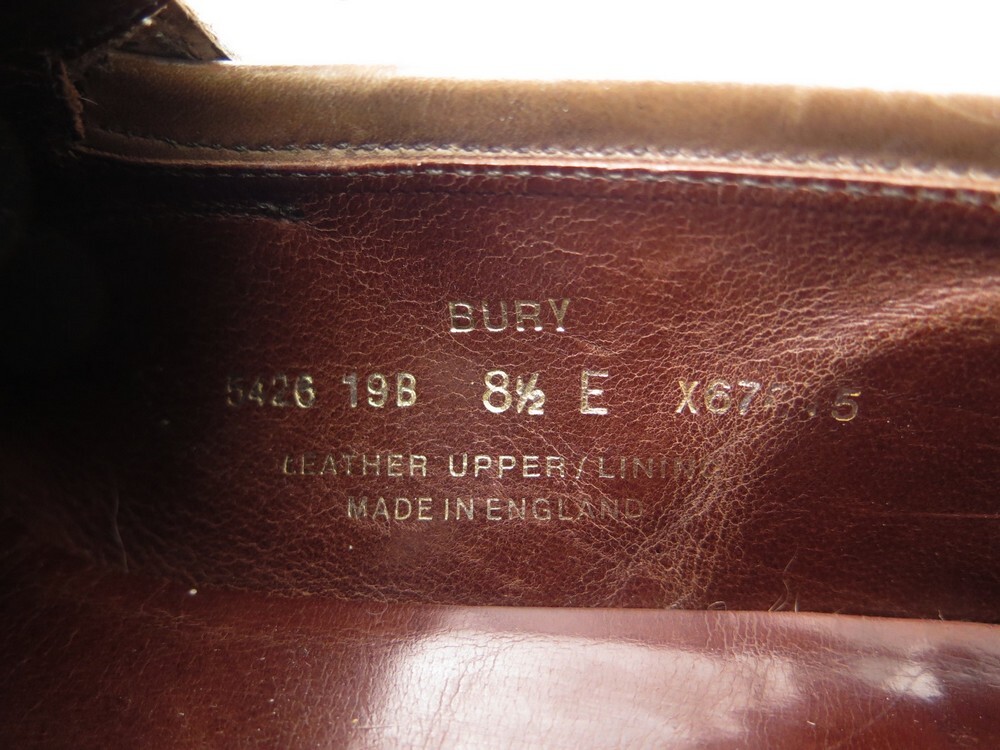 BURY
5426 19B 8½ E
LEATHER UPPER/LINING
MADE IN ENGLAND